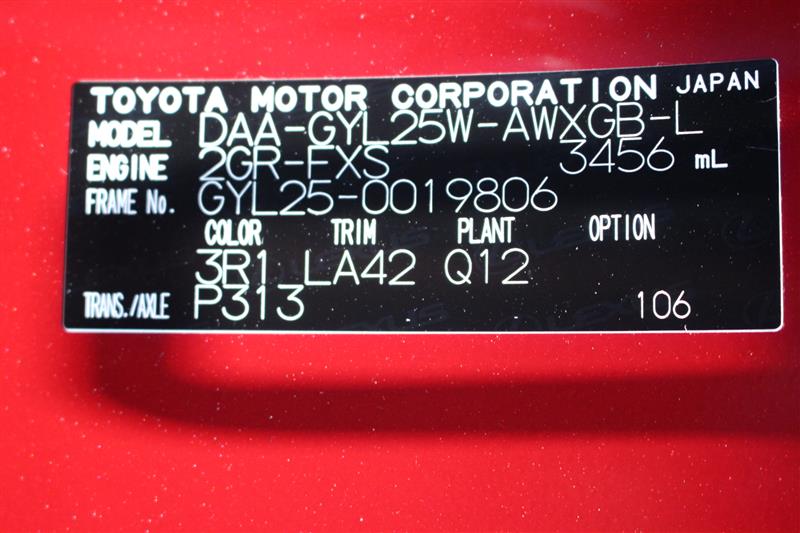 TOYOTA MOTOR CORPORATION JAPAN
MODEL DAA-GYL25W-AWXGB-L
ENGINE 2GR-FXS 3456 mL
FRAME No. GYL25-0019806
COLOR TRIM PLANT OPTION
3R1 LA42 Q12
TRANS./AXLE P313 106